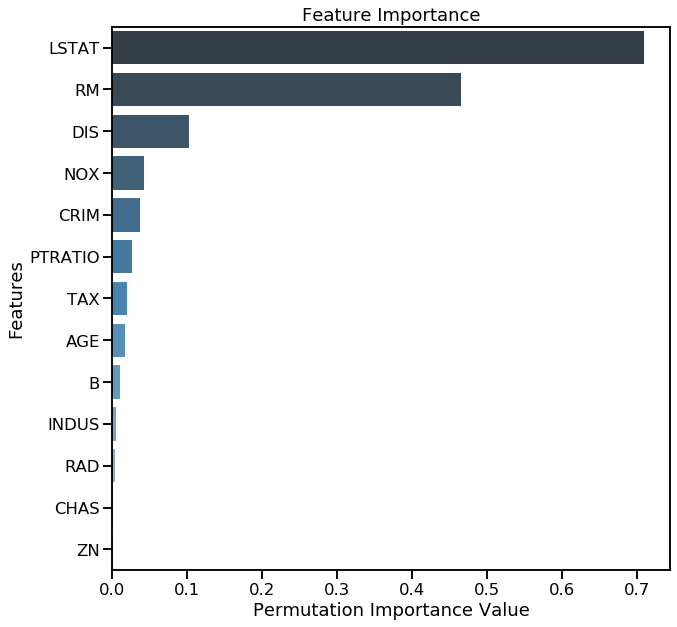 Feature Importance
LSTAT
RM
DIS
NOX
CRIM
PTRATIO
TAX
AGE
B
INDUS
RAD
CHAS
ZN
Features
0.0 0.1 0.2 0.3 0.4 0.5 0.6 0.7
Permutation Importance Value